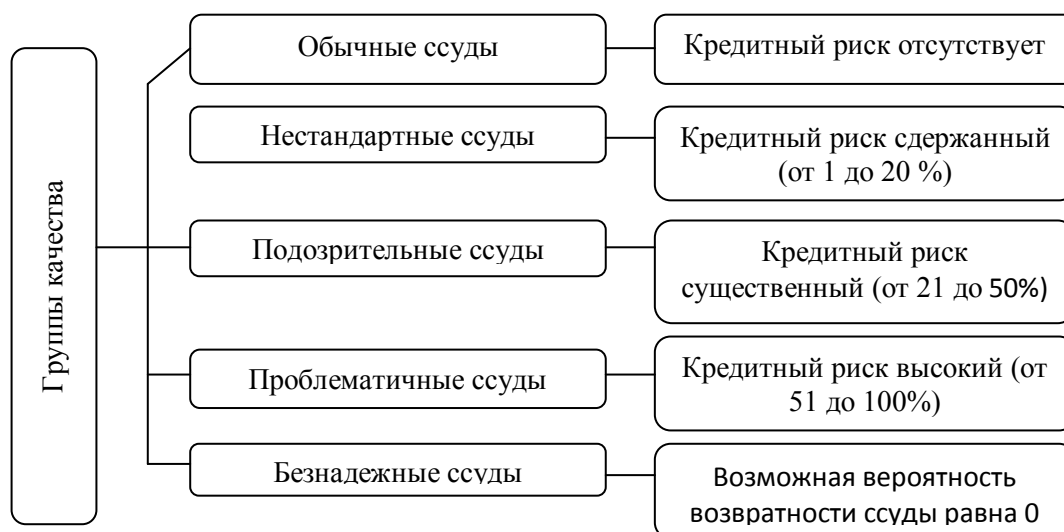 Группы качества
Обычные ссуды
Кредитный риск отсутствует
Нестандартные ссуды
Кредитный риск сдержанный
(от 1 до 20 %)
Подозрительные ссуды
Кредитный риск
существенный (от 21 до 50%)
Проблематичные ссуды
Кредитный риск высокий (от
51 до 100%)
Безнадежные ссуды
Возможная вероятность
возвратности ссуды равна 0